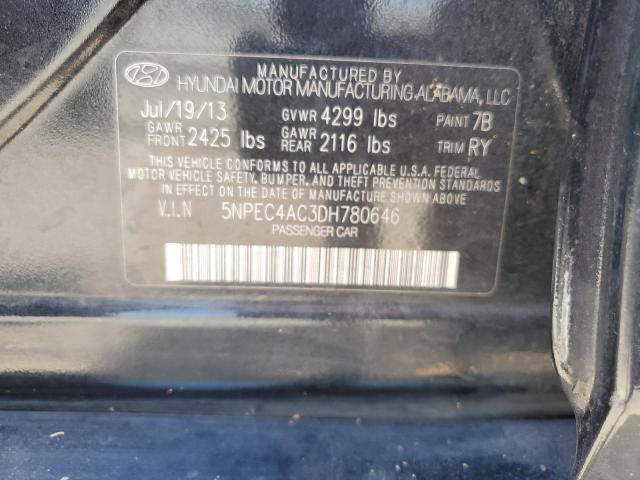 MANUFACTURED BY
HYUNDAI MOTOR MANUFACTURING ALABAMA, LLC
Jul/19/13 GVWR 4299 lbs PAINT 7B
GAWR FRONT 2425 lbs GAWR REAR 2116 lbs TRIM RY
THIS VEHICLE CONFORMS TO ALL APPLICABLE U.S.A. FEDERAL
MOTOR VEHICLE SAFETY, BUMPER, AND THEFT PREVENTION STANDARDS
IN EFFECT ON THE DATE OF MANUFACTURE SHOWN ABOVE.
V.I.N 5NPEC4AC3DH780646
PASSENGER CAR